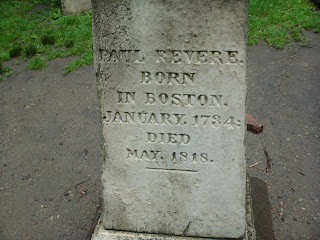 PAUL REVERE.
BORN
IN BOSTON,
JANUARY, 1734:
DIED
MAY. 1818.